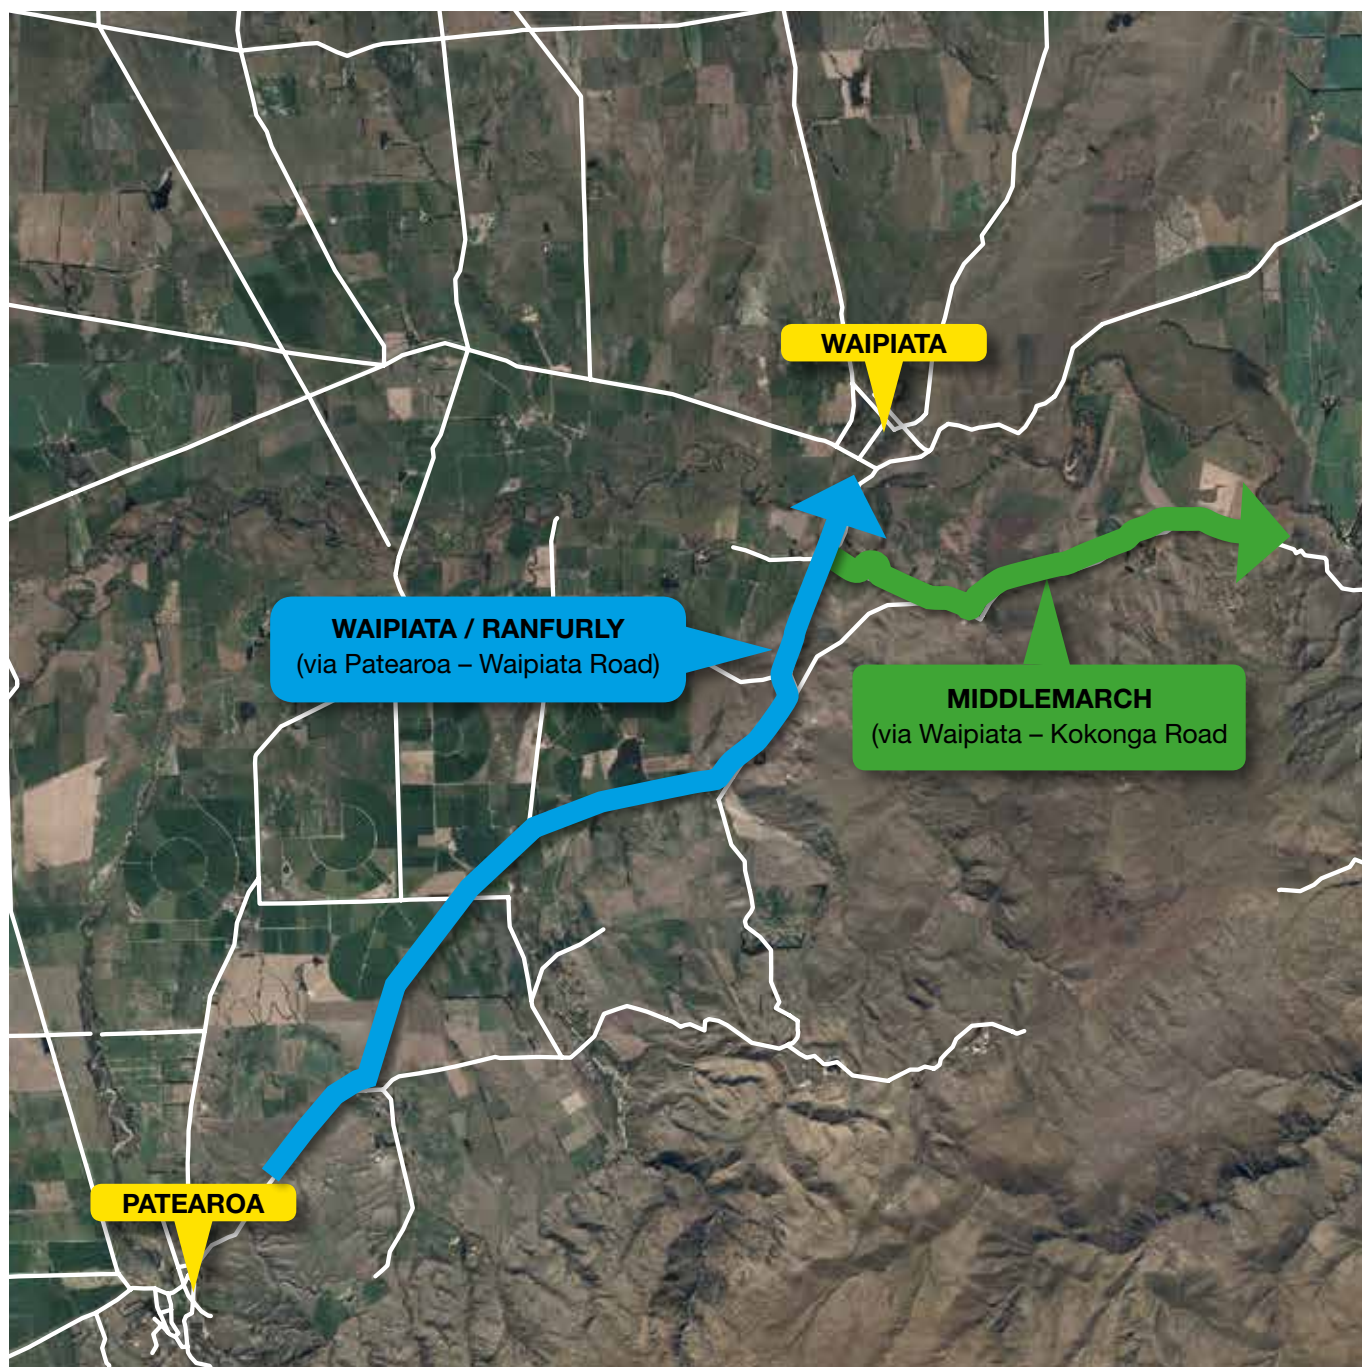 WAIPIATA
WAIPIATA / RANFURLY
(via Patearoa – Waipiata Road)
MIDDLEMARCH
(via Waipiata – Kokonga Road
PATEAROA